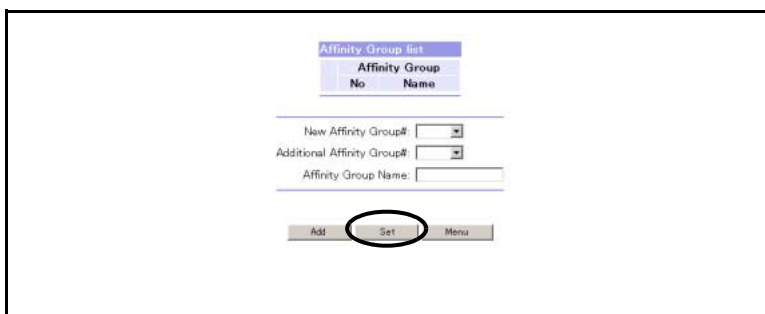 Affinity Group list
Affinity Group
No Name
New Affinity Group#:
Additional Affinity Group#:
Affinity Group Name:
Add Set Menu